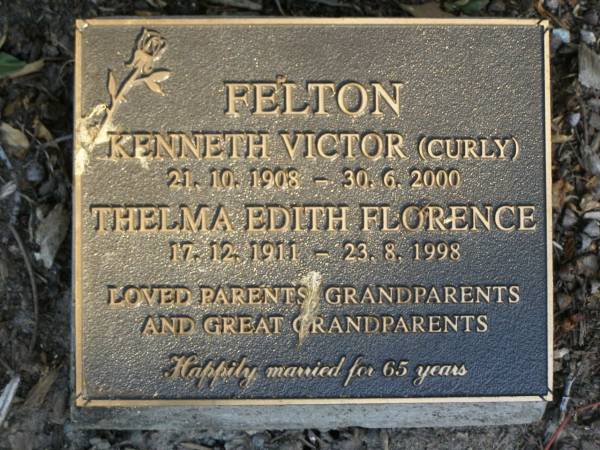 FELTON
KENNETH VICTOR (CURLY)
21. 10. 1908 – 30. 6. 2000
THELMA EDITH FLORENCE
17. 12. 1911 – 23. 8. 1998
LOVED PARENTS, GRANDPARENTS
AND GREAT GRANDPARENTS
Happily married for 65 years